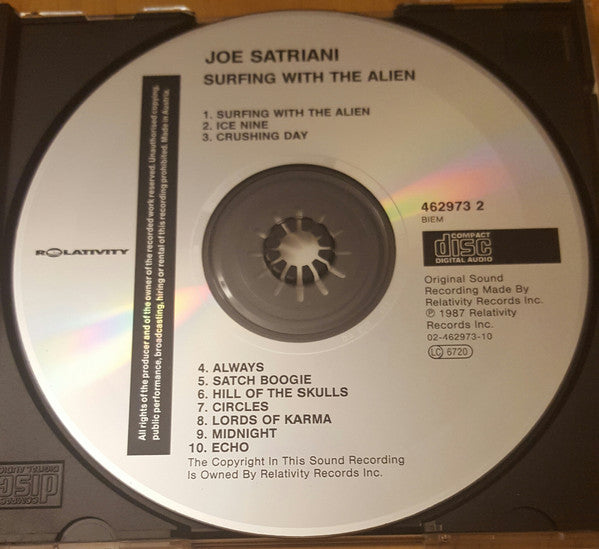 JOE SATRIANI
SURFING WITH THE ALIEN
1. SURFING WITH THE ALIEN
2. ICE NINE
3. CRUSHING DAY
All rights of the producer and of the owner of the recorded work reserved. Unauthorised copying,
public performance, broadcasting, hiring or rental of this recording prohibited. Made in Austria.
RELATIVITY
462973 2
BIEM
COMPACT
disc
DIGITAL AUDIO
Original Sound
Recording Made By
Relativity Records Inc.
℗ 1987 Relativity
Records Inc.
02-462973-10
LC 6720
4. ALWAYS
5. SATCH BOOGIE
6. HILL OF THE SKULLS
7. CIRCLES
8. LORDS OF KARMA
9. MIDNIGHT
10. ECHO
The Copyright In This Sound Recording
Is Owned By Relativity Records Inc.
COMPACT
disc
DIGITAL AUDIO